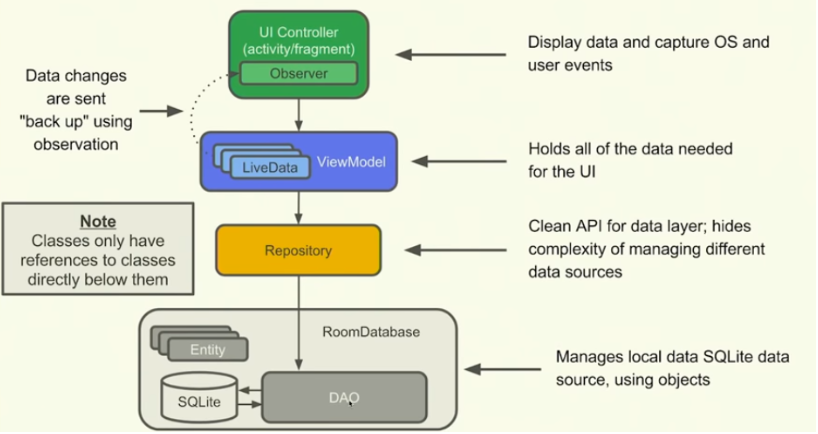 UI Controller
(activity/fragment)
Observer
Display data and capture OS and
user events
Data changes
are sent
"back up" using
observation
LiveData
ViewModel
Holds all of the data needed
for the UI
Note
Classes only have
references to classes
directly below them
Repository
Clean API for data layer; hides
complexity of managing different
data sources
RoomDatabase
Entity
SQLite
DAO
Manages local data SQLite data
source, using objects